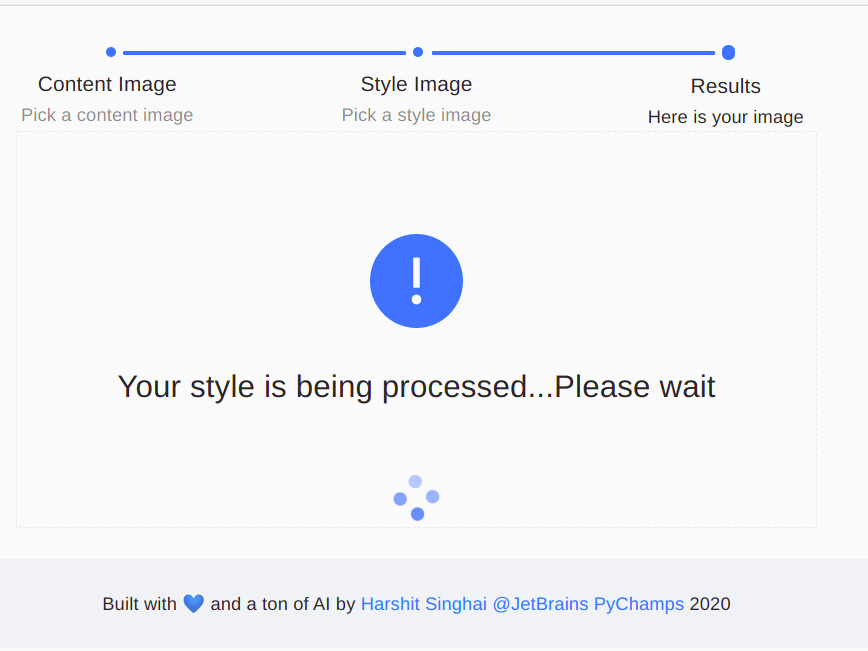 Content Image
Style Image
Results
Pick a content image
Pick a style image
Here is your image
Your style is being processed...Please wait
Built with 💙 and a ton of AI by Harshit Singhai @JetBrains PyChamps 2020